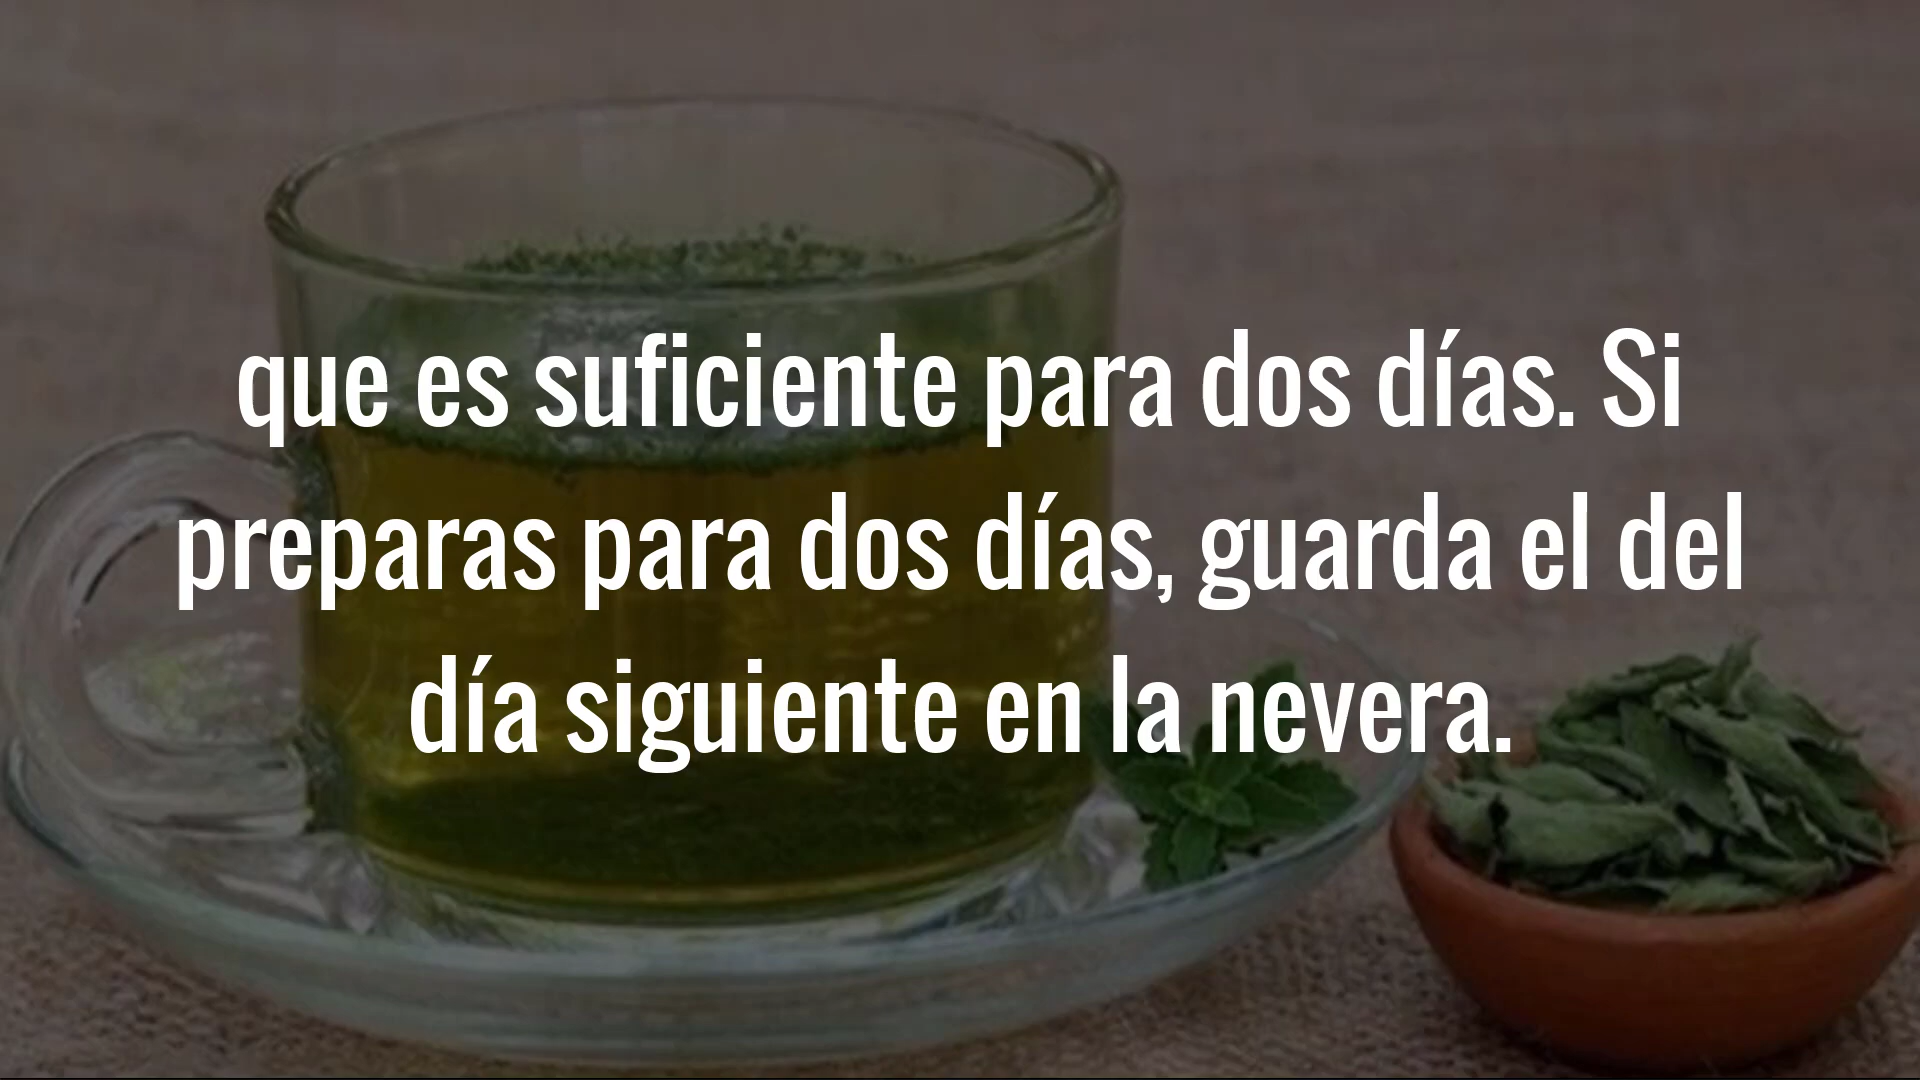 que es suficiente para dos días. Si
preparas para dos días, guarda el del
día siguiente en la nevera.